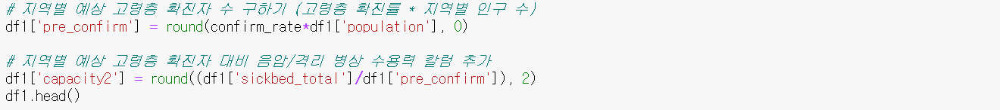 # 지역별 예상 고령층 확진자 수 구하기 (고령층 확진률 * 지역별 인구 수)
df1['pre_confirm'] = round(confirm_rate*df1['population'], 0)
# 지역별 예상 고령층 확진자 대비 음압/격리 병상 수용력 칼럼 추가
df1['capacity2'] = round((df1['sickbed_total']/df1['pre_confirm']), 2)
df1.head()